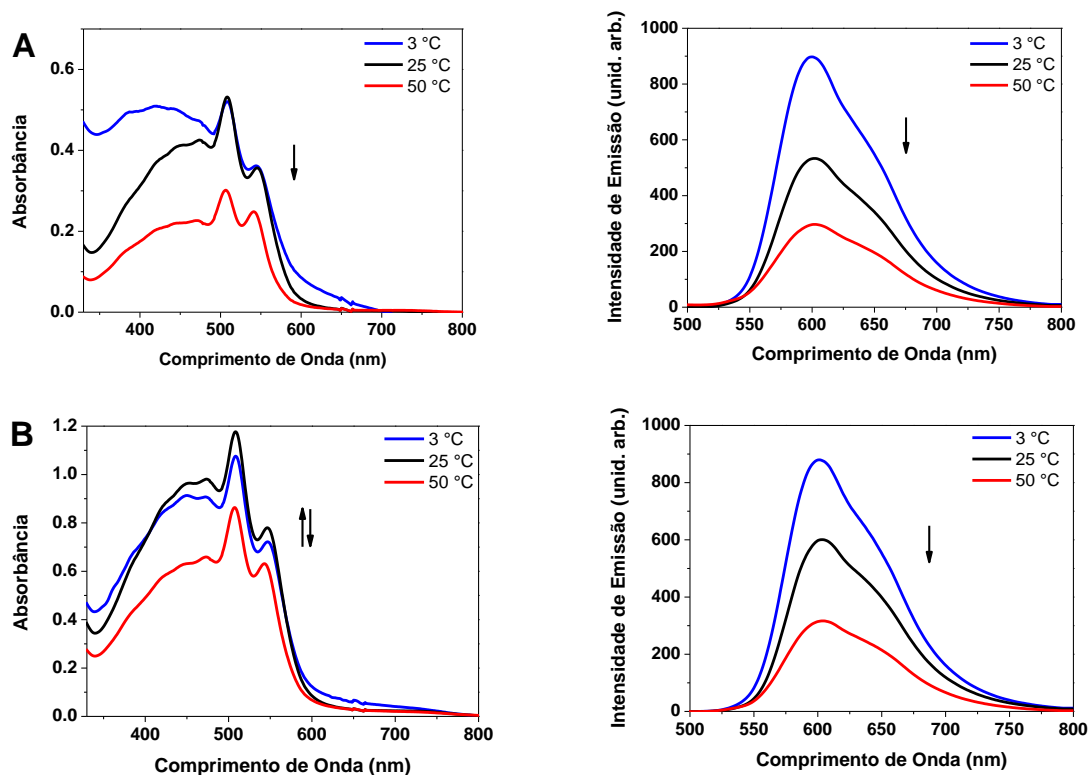 A
Absorbância
0.6
0.4
0.2
0.0
400 500 600 700 800
Comprimento de Onda (nm)
3 °C
25 °C
50 °C
Intensidade de Emissão (unid. arb.)
1000
800
600
400
200
0
500 550 600 650 700 750 800
Comprimento de Onda (nm)
3 °C
25 °C
50 °C
B
Absorbância
1.2
1.0
0.8
0.6
0.4
0.2
0.0
400 500 600 700 800
Comprimento de Onda (nm)
3 °C
25 °C
50 °C
Intensidade de Emissão (unid. arb.)
1000
800
600
400
200
0
500 550 600 650 700 750 800
Comprimento de Onda (nm)
3 °C
25 °C
50 °C